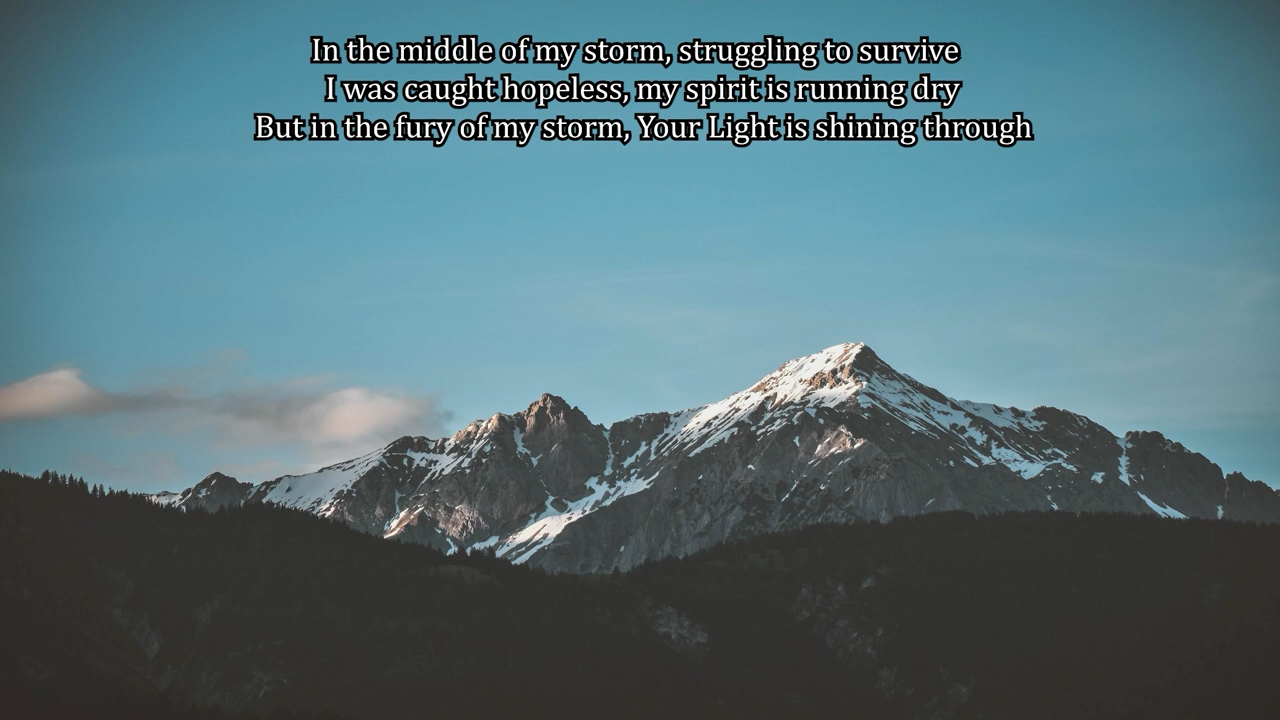 In the middle of my storm, struggling to survive
I was caught hopeless, my spirit is running dry
But in the fury of my storm, Your Light is shining through